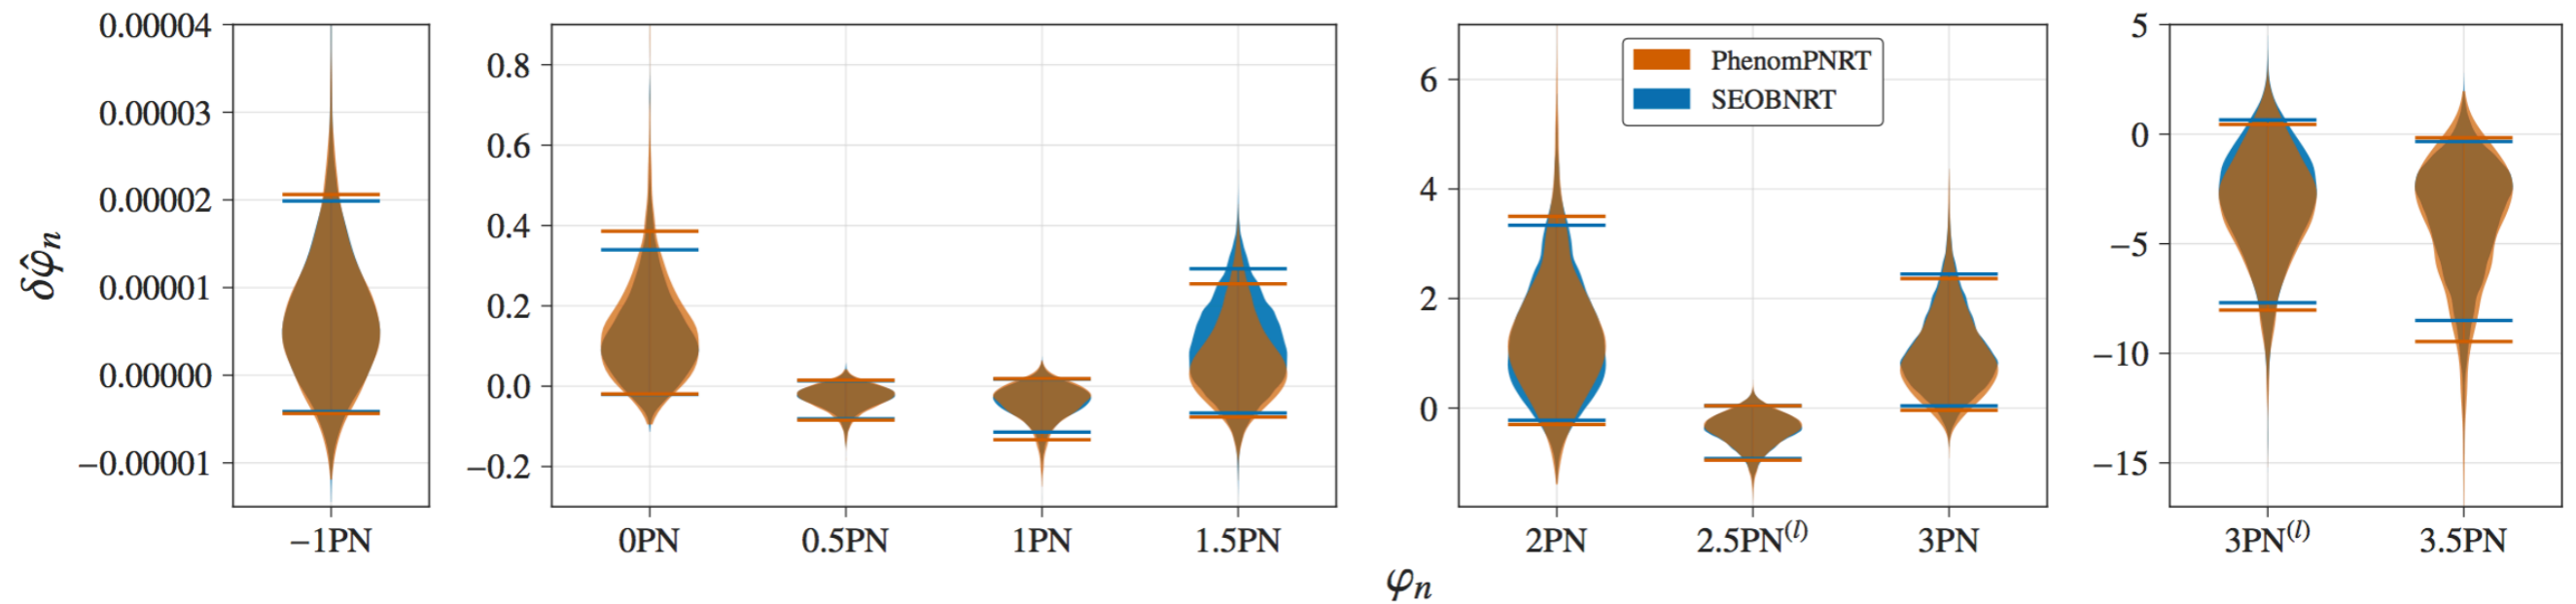 δφ̂ₙ
0.00004
0.00003
0.00002
0.00001
0.00000
−0.00001
−1PN
0.8
0.6
0.4
0.2
0.0
−0.2
0PN 0.5PN 1PN 1.5PN
6
4
2
0
PhenomPNRT
SEOBNRT
2PN 2.5PN⁽ˡ⁾ 3PN
5
0
−5
−10
−15
3PN⁽ˡ⁾ 3.5PN
φₙ